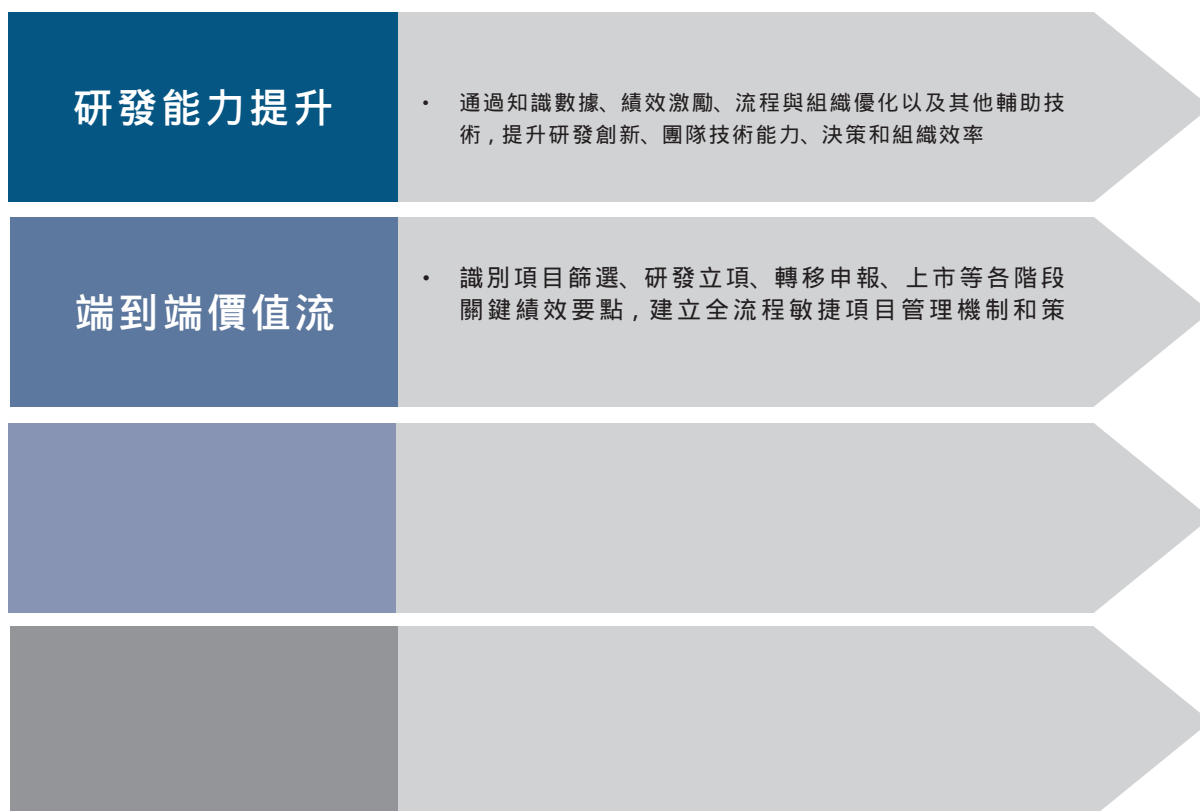 研發能力提升
• 通過知識數據、績效激勵、流程與組織優化以及其他輔助技
術，提升研發創新、團隊技術能力、決策和組織效率
端到端價值流
• 識別項目篩選、研發立項、轉移申報、上市等各階段
關鍵績效要點，建立全流程敏捷項目管理機制和策